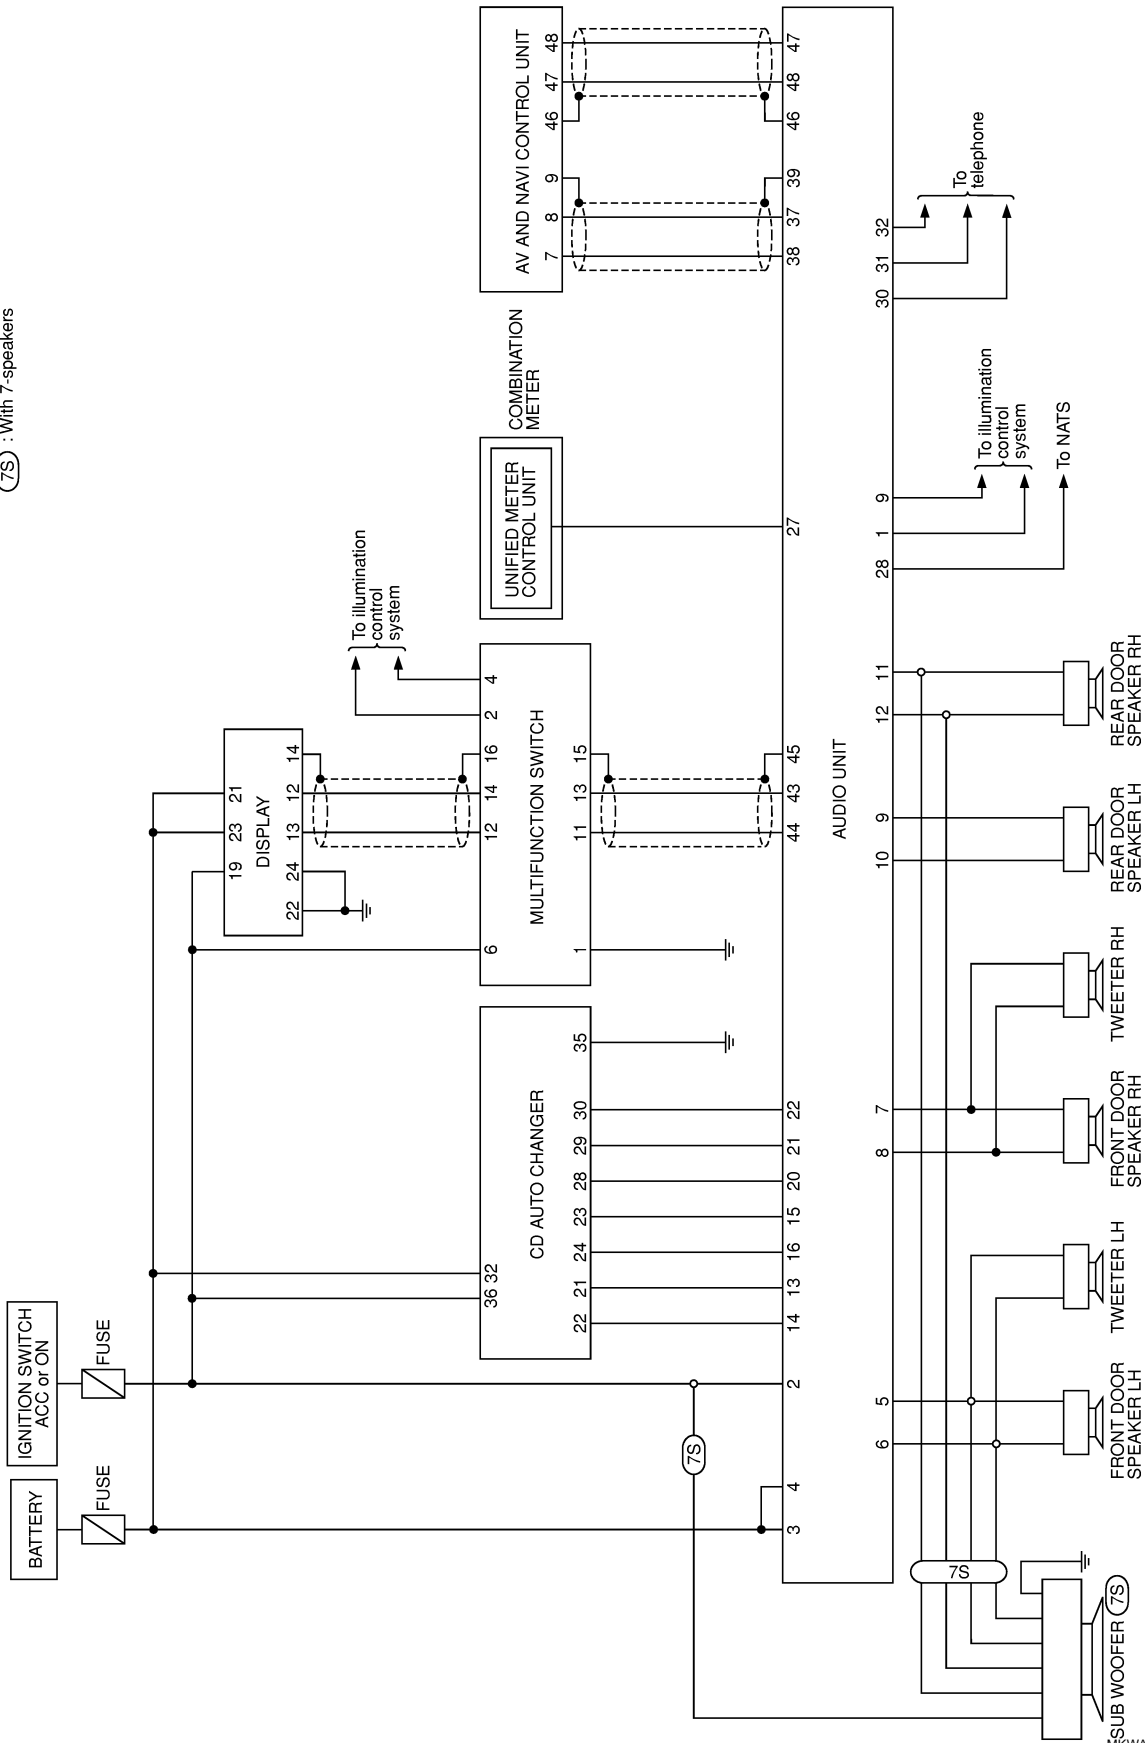 7S : With 7-speakers
BATTERY
IGNITION SWITCH
ACC or ON
FUSE
FUSE
19 23 21
DISPLAY
22 24 13 12 14
To illumination
control
system
36 32
CD AUTO CHANGER
22 21 24 23 28 29 30 35
6 12 14 16 2 4
MULTIFUNCTION SWITCH
1 11 13 15
UNIFIED METER
CONTROL UNIT
COMBINATION
METER
AV AND NAVI CONTROL UNIT
7 8 9 46 47 48
7S
3 4 2 14 13 16 15 20 21 22 44 43 45 27 38 37 39 46 48 47
AUDIO UNIT
6 5 8 7 10 9 12 11 28 1 9 30 31 32
7S
To illumination
control
system
To NATS
To
telephone
SUB WOOFER 7S
FRONT DOOR
SPEAKER LH
TWEETER LH
FRONT DOOR
SPEAKER RH
TWEETER RH
REAR DOOR
SPEAKER LH
REAR DOOR
SPEAKER RH